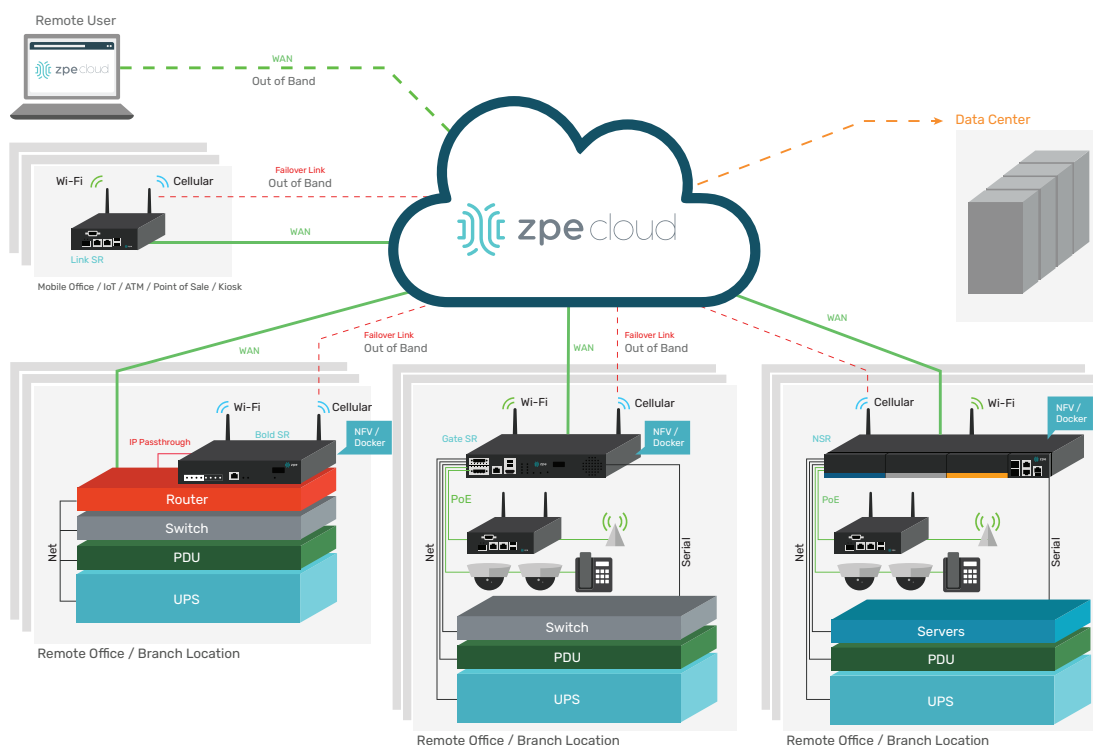 Remote User
zpe cloud
WAN
Out of Band
Data Center
Wi-Fi
Cellular
Failover Link
Out of Band
WAN
Link SR
Mobile Office / IoT / ATM / Point of Sale / Kiosk
zpe cloud
WAN
Failover Link
Out of Band
Wi-Fi
Cellular
Bold SR
NFV /
Docker
IP Passthrough
Router
Switch
PDU
UPS
Net
Remote Office / Branch Location
WAN
Failover Link
Out of Band
Wi-Fi
Cellular
Gate SR
NFV /
Docker
PoE
Net
Serial
Switch
PDU
UPS
Remote Office / Branch Location
WAN
Cellular
Wi-Fi
NSR
NFV /
Docker
PoE
Net
Serial
Servers
PDU
UPS
Remote Office / Branch Location